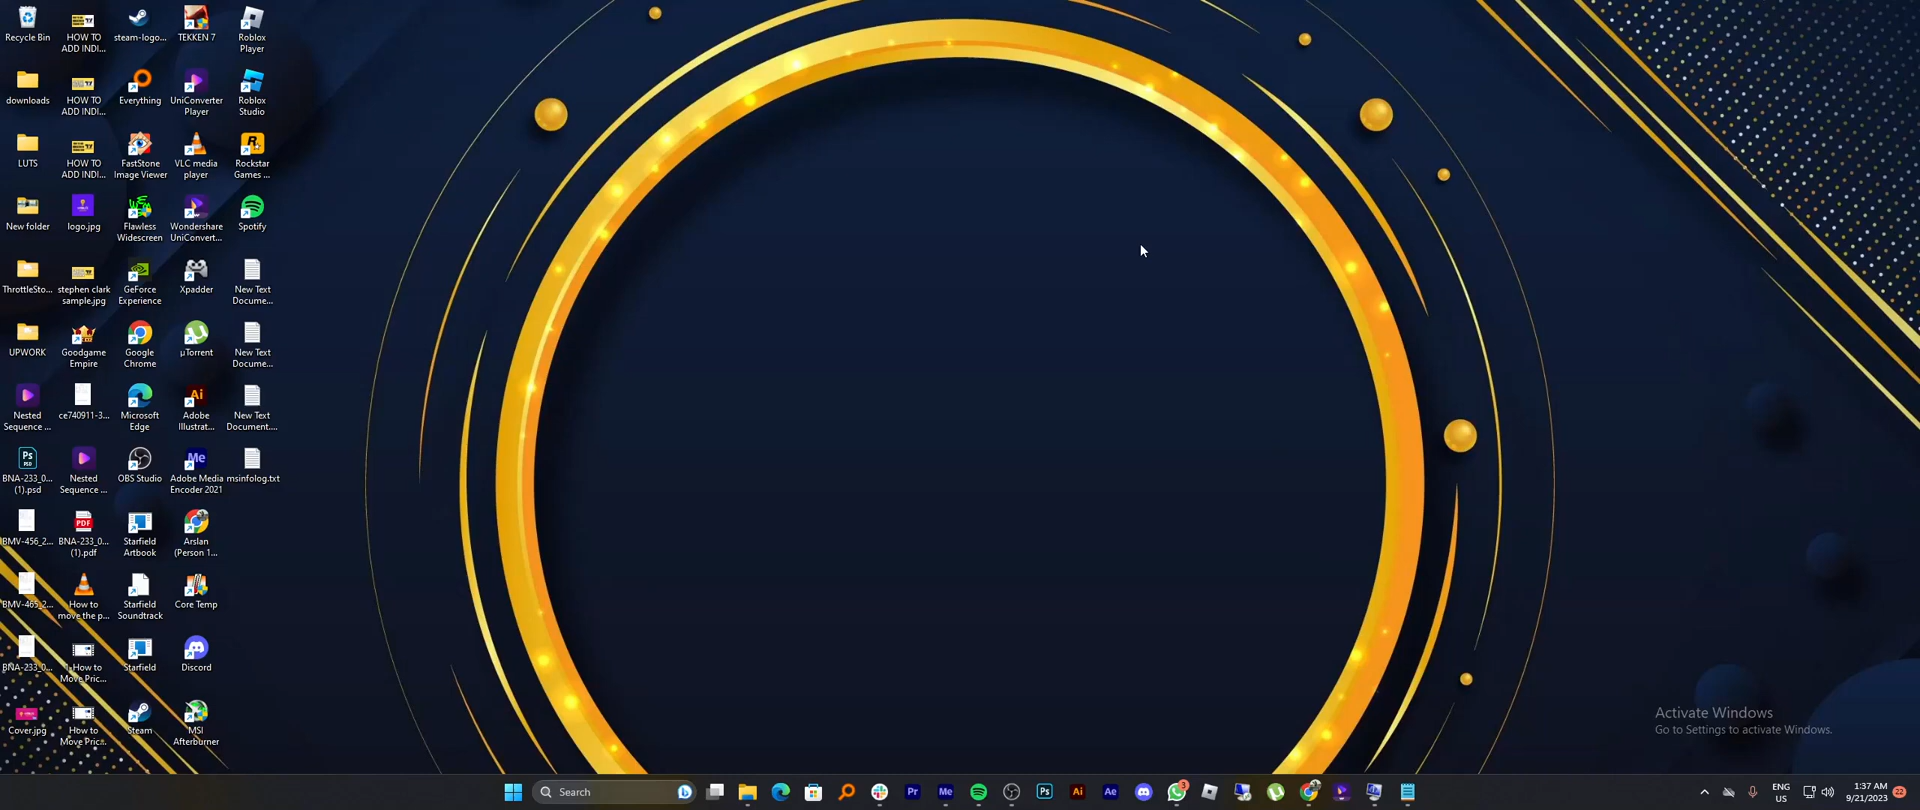 Recycle Bin
HOW TO
ADD INDI...
steam-logo...
TEKKEN 7
Roblox
Player
downloads
HOW TO
ADD INDI...
Everything
UniConverter
Player
Roblox
Studio
LUTS
HOW TO
ADD INDI...
FastStone
Image Viewer
VLC media
player
Rockstar
Games ...
New folder
logo.jpg
Flawless
Widescreen
Wondershare
UniConvert...
Spotify
ThrottleSto...
stephen clark
sample.jpg
GeForce
Experience
Xpadder
New Text
Docume...
UPWORK
Goodgame
Empire
Google
Chrome
µTorrent
New Text
Docume...
Nested
Sequence ...
ce740911-3...
Microsoft
Edge
Adobe
Illustrat...
New Text
Document....
BNA-233_0...
(1).psd
Nested
Sequence ...
OBS Studio
Adobe Media
Encoder 2021
msinfolog.txt
BMV-456_2...
BNA-233_0...
(1).pdf
Starfield
Artbook
Arslan
(Person 1...
BMV-465_2...
How to
move the p...
Starfield
Soundtrack
Core Temp
BNA-233_0...
1-How to
Move Pric...
Starfield
Discord
Cover.jpg
How to
Move Pric...
Steam
MSI
Afterburner
Activate Windows
Go to Settings to activate Windows.
Search
ENG
US
1:37 AM
9/21/2023
22